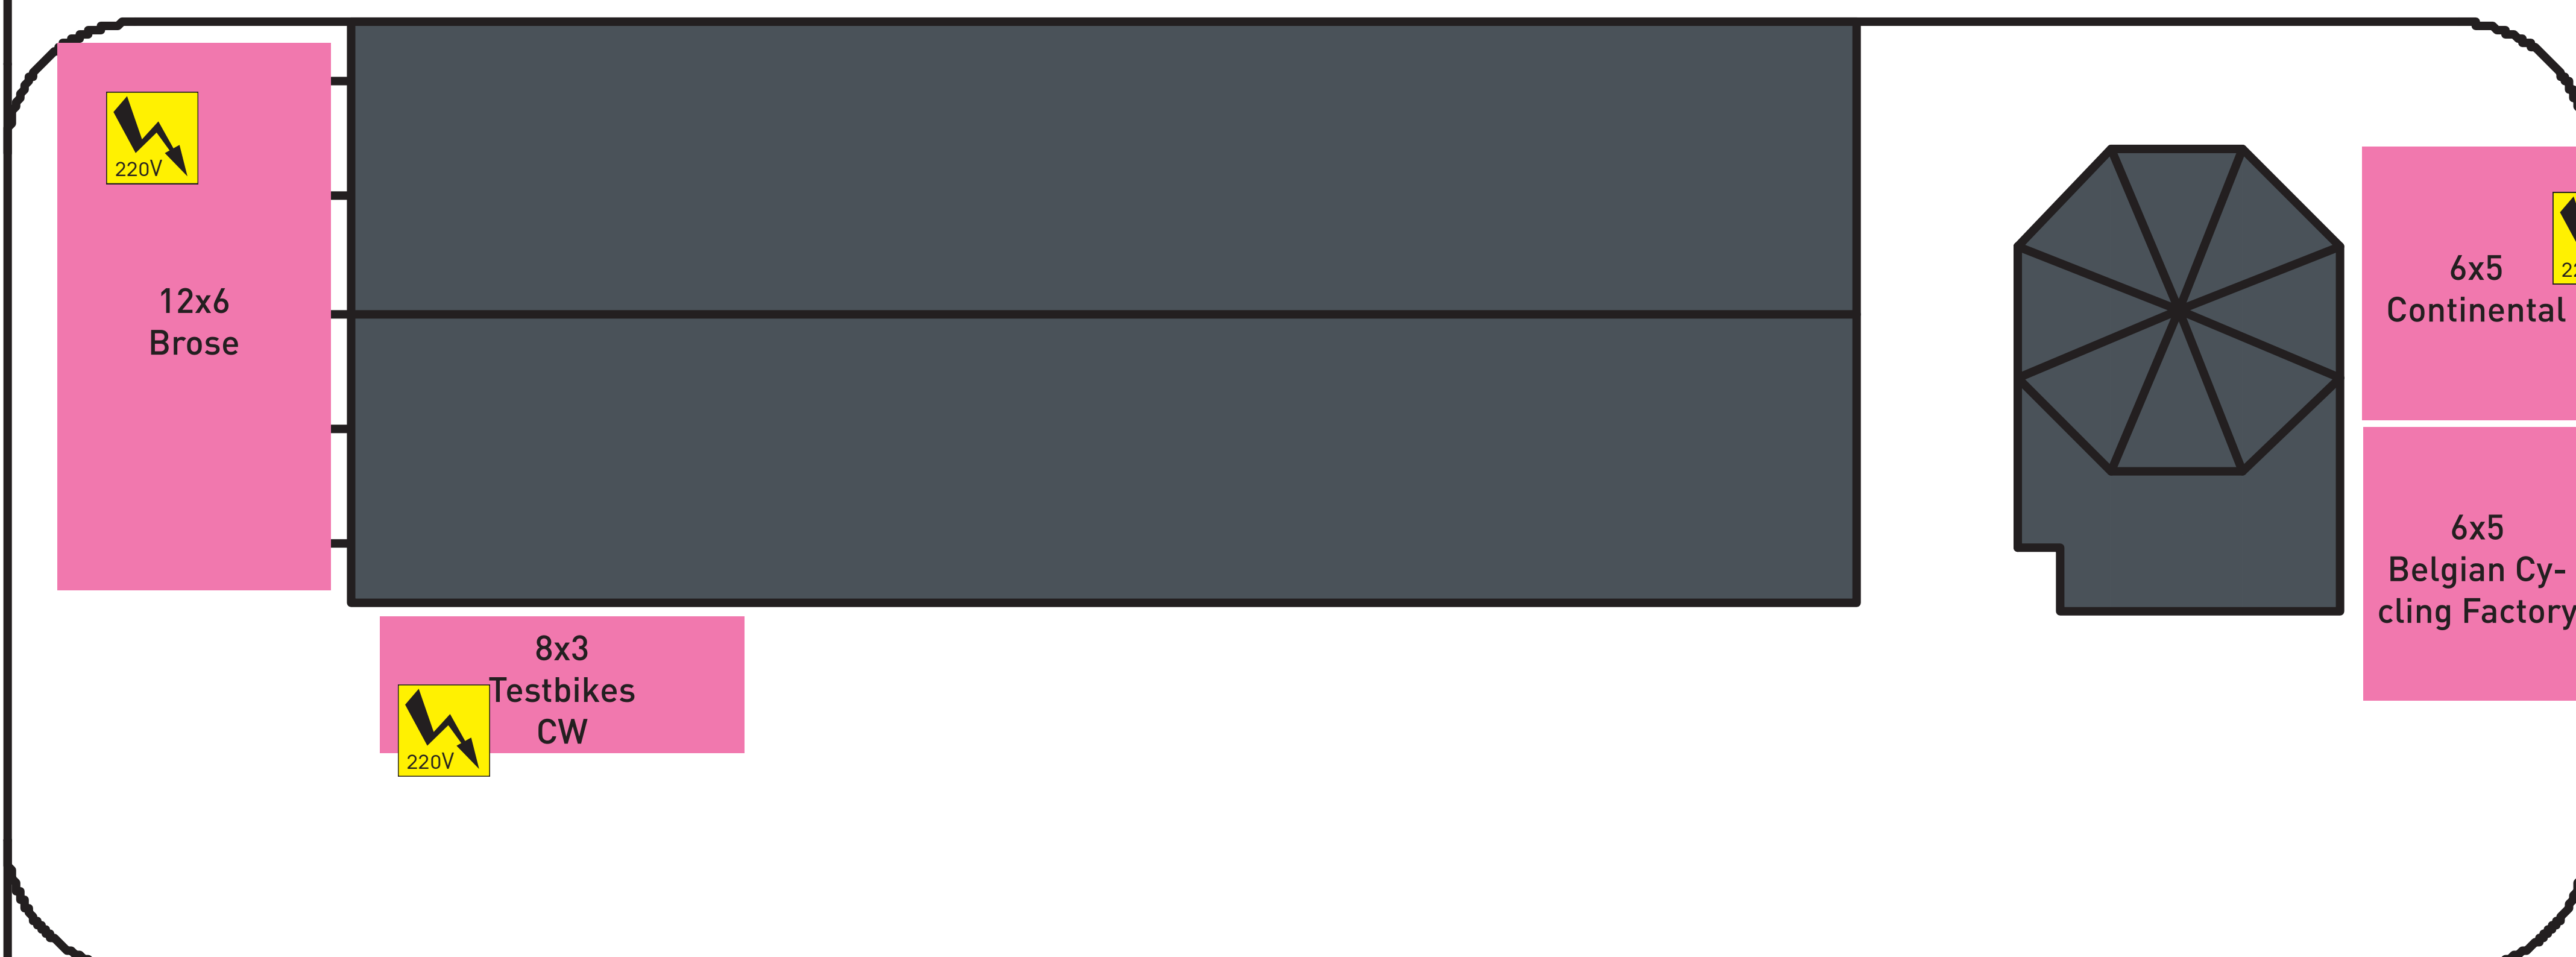 220V
12x6
Brose
8x3
Testbikes
CW
220V
6x5
Continental
6x5
Belgian Cy-
cling Factory